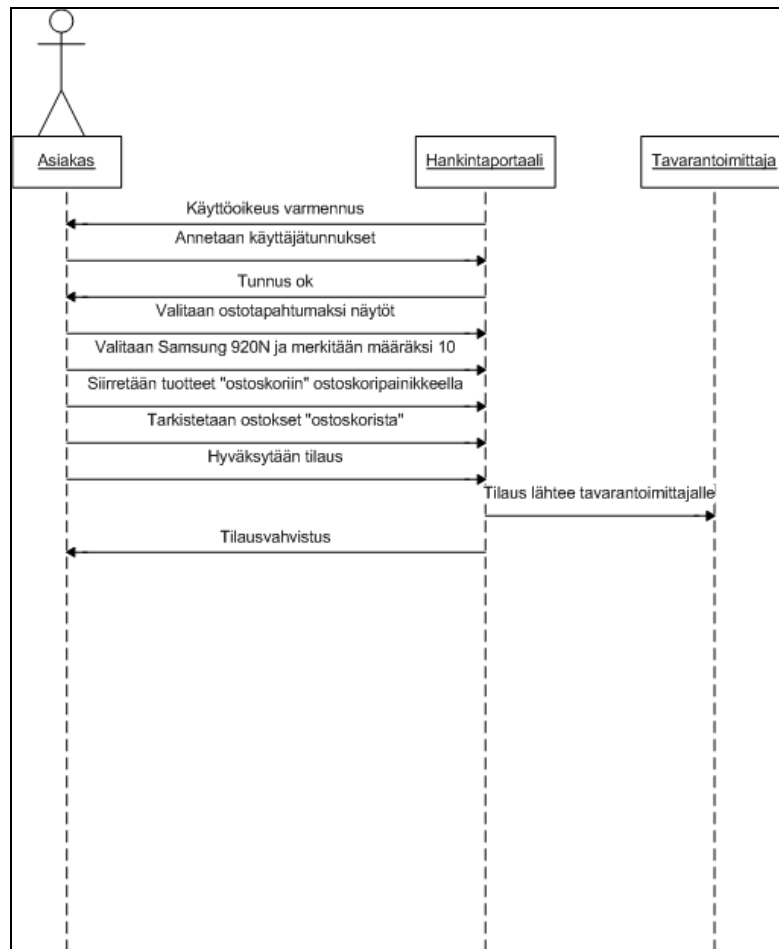 Asiakas
Hankintaportaali
Tavarantoimittaja
Käyttöoikeus varmennus
Annetaan käyttäjätunnukset
Tunnus ok
Valitaan ostotapahtumaksi näytöt
Valitaan Samsung 920N ja merkitään määräksi 10
Siirretään tuotteet "ostoskoriin" ostoskoripainikkeella
Tarkistetaan ostokset "ostoskorista"
Hyväksytään tilaus
Tilaus lähtee tavarantoimittajalle
Tilausvahvistus